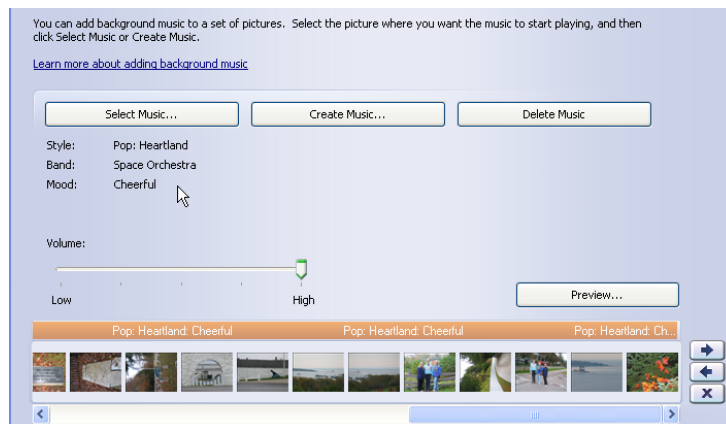 You can add background music to a set of pictures. Select the picture where you want the music to start playing, and then
click Select Music or Create Music.
Learn more about adding background music
Select Music... Create Music... Delete Music
Style: Pop: Heartland
Band: Space Orchestra
Mood: Cheerful
Volume:
Low High
Preview...
Pop: Heartland: Cheerful Pop: Heartland: Cheerful Pop: Heartland: Ch...